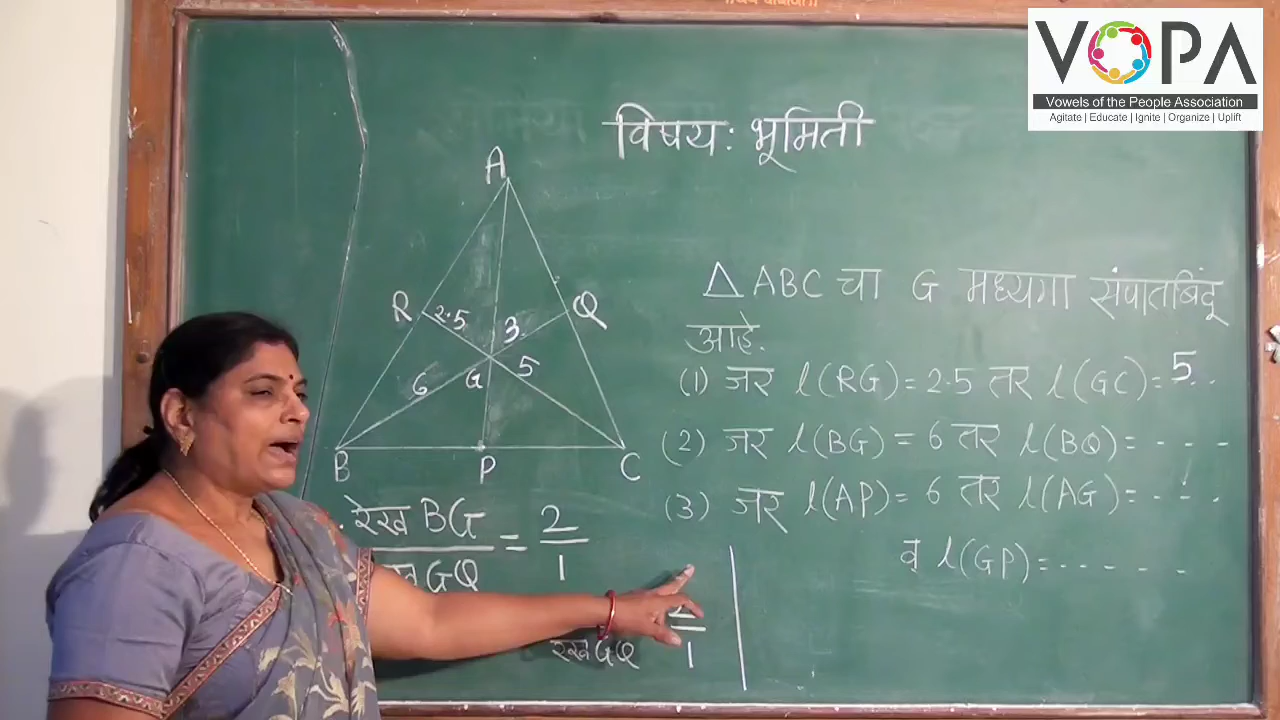 VOPA
Vowels of the People Association
Agitate | Educate | Ignite | Organize | Uplift
विषय: भूमिती
A
R 2.5 3 Q
6 G 5
B P C
△ABC चा G मध्यगा संपातबिंदू
आहे.
(1) जर l(RG) = 2.5 तर l(GC) = 5..
(2) जर l(BG) = 6 तर l(BQ) = - - - -
(3) जर l(AP) = 6 तर l(AG) = - - - .
व l(GP) = - - - - - -
रेख BG = 2
GQ 1
रेख GQ 1